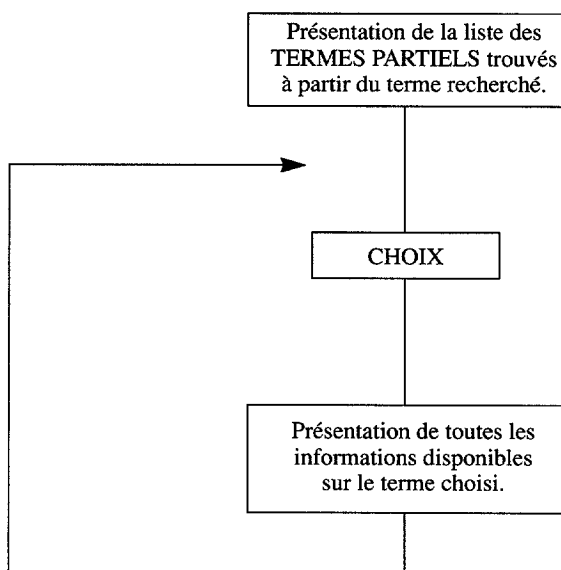 Présentation de la liste des
TERMES PARTIELS trouvés
à partir du terme recherché.
CHOIX
Présentation de toutes les
informations disponibles
sur le terme choisi.